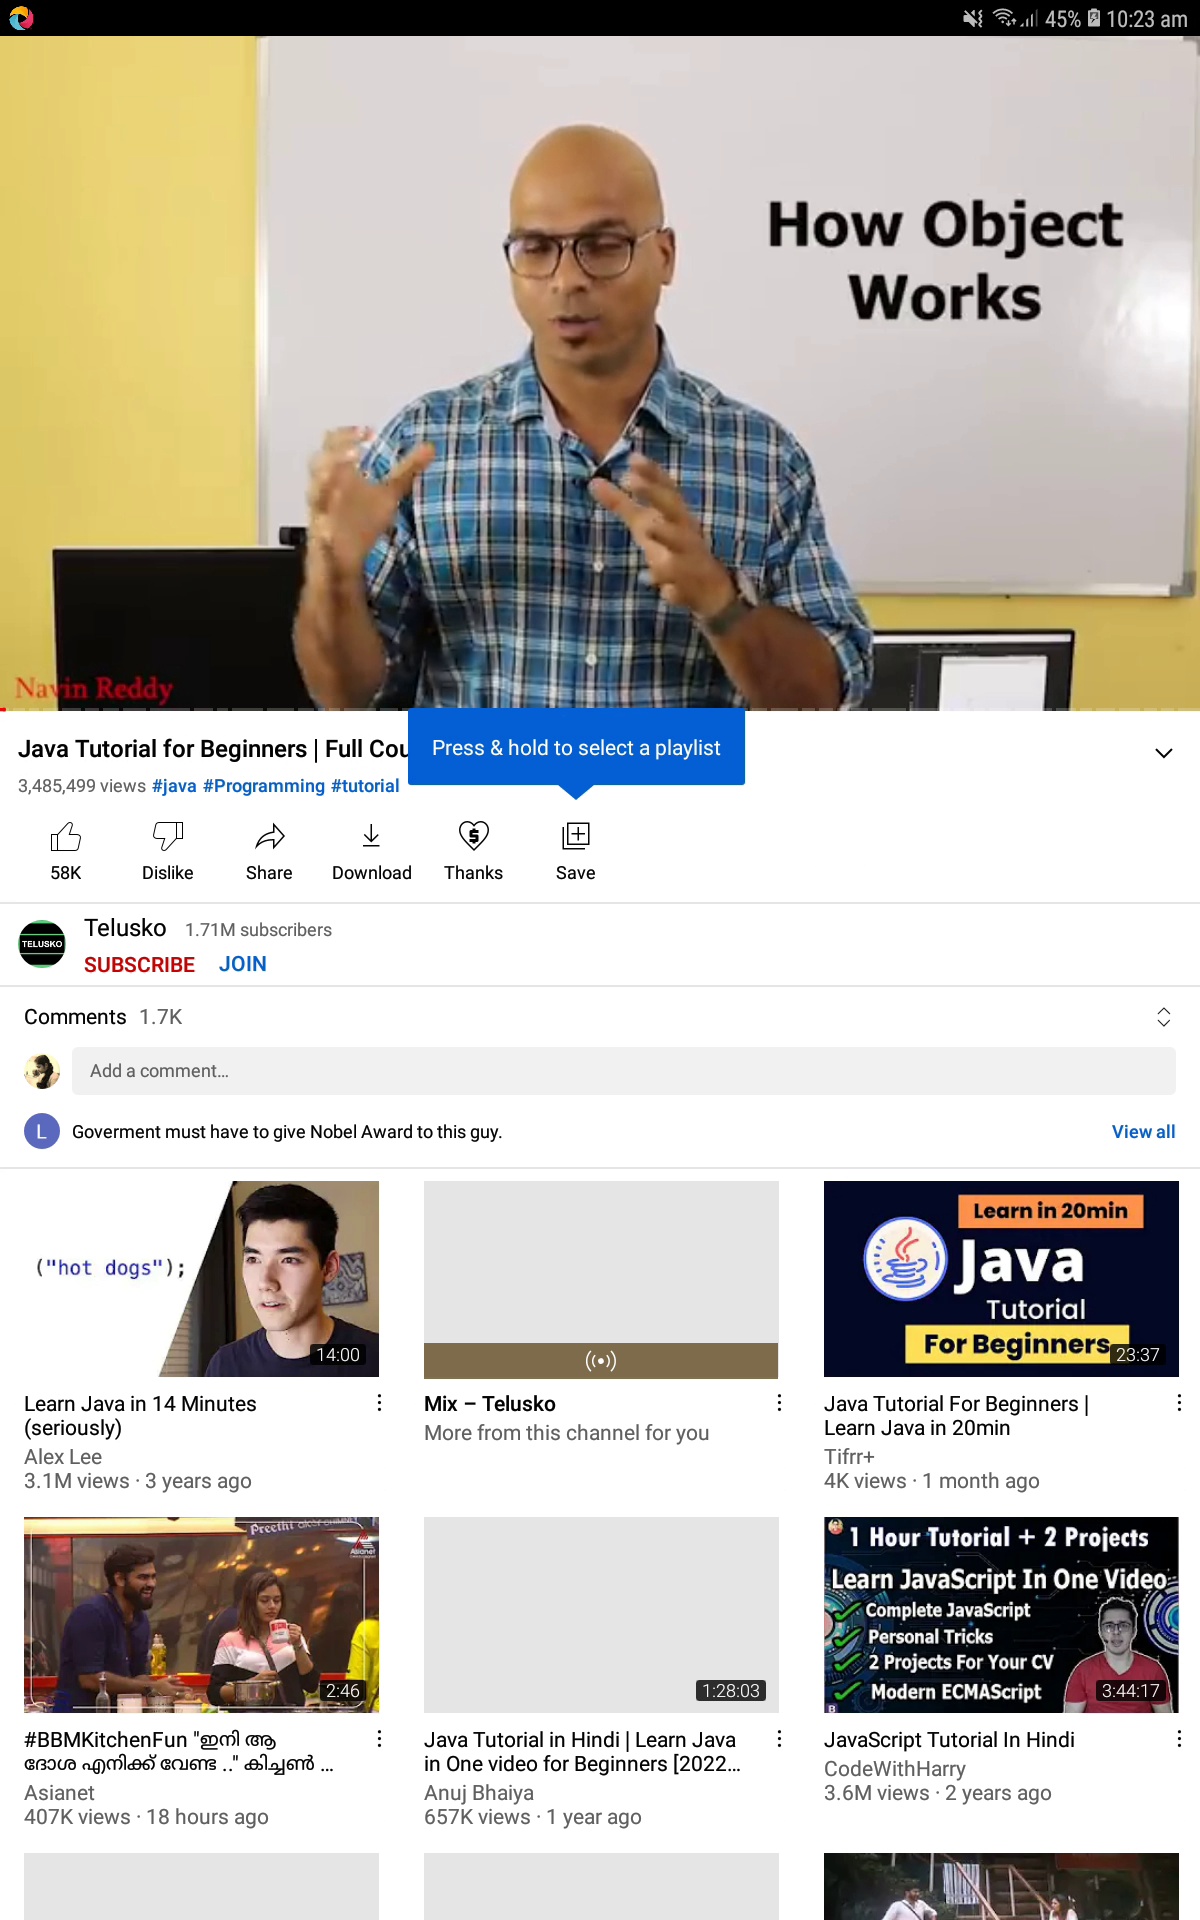 45% 10:23 am
How Object
Works
Navin Reddy
Java Tutorial for Beginners | Full Cou
Press & hold to select a playlist
3,485,499 views #java #Programming #tutorial
58K Dislike Share Download Thanks Save
TELUSKO
Telusko 1.71M subscribers
SUBSCRIBE JOIN
Comments 1.7K
Add a comment...
L Goverment must have to give Nobel Award to this guy. View all
("hot dogs");
14:00
Learn Java in 14 Minutes
(seriously)
Alex Lee
3.1M views · 3 years ago
Mix – Telusko
More from this channel for you
Learn in 20min
Java
Tutorial
For Beginners
23:37
Java Tutorial For Beginners |
Learn Java in 20min
Tifrr+
4K views · 1 month ago
Preethi
Asianet
2:46
#BBMKitchenFun "ഇനി ആ
ദോശ എനിക്ക് വേണ്ട .." കിച്ചൺ ...
Asianet
407K views · 18 hours ago
1:28:03
Java Tutorial in Hindi | Learn Java
in One video for Beginners [2022...
Anuj Bhaiya
657K views · 1 year ago
1 Hour Tutorial + 2 Projects
Learn JavaScript In One Video
Complete JavaScript
Personal Tricks
2 Projects For Your CV
Modern ECMAScript
3:44:17
JavaScript Tutorial In Hindi
CodeWithHarry
3.6M views · 2 years ago